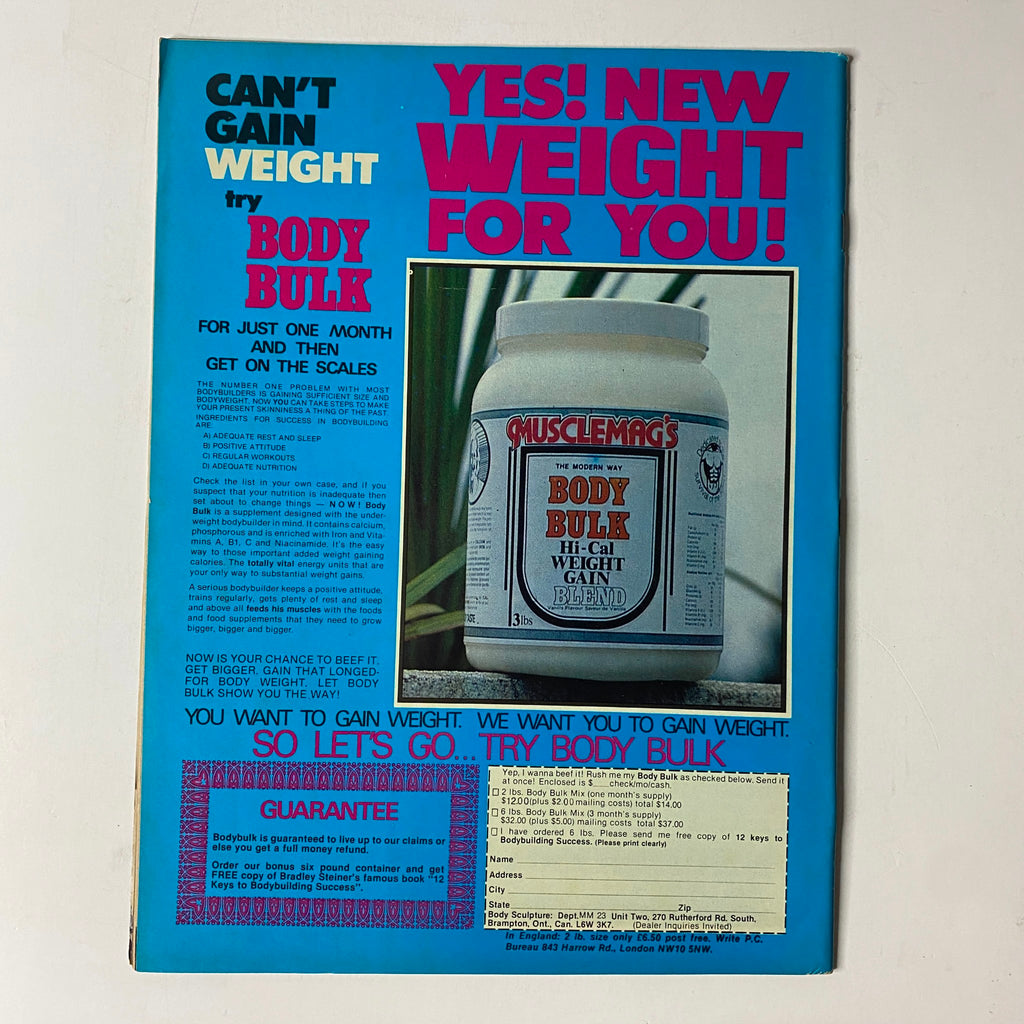 CAN'T
GAIN
WEIGHT
try
BODY
BULK
FOR JUST ONE MONTH
AND THEN
GET ON THE SCALES
THE NUMBER ONE PROBLEM WITH MOST
BODYBUILDERS IS GAINING SUFFICIENT SIZE AND
BODYWEIGHT. NOW YOU CAN TAKE STEPS TO MAKE
YOUR PRESENT SKINNINESS A THING OF THE PAST.
INGREDIENTS FOR SUCCESS IN BODYBUILDING
ARE:
A) ADEQUATE REST AND SLEEP
B) POSITIVE ATTITUDE
C) REGULAR WORKOUTS
D) ADEQUATE NUTRITION
Check the list in your own case, and if you
suspect that your nutrition is inadequate then
set about to change things — NOW! Body
Bulk is a supplement designed with the under-
weight bodybuilder in mind. It contains calcium,
phosphorous and is enriched with Iron and Vita-
mins A, B1, C and Niacinamide. It's the easy
way to those important added weight gaining
calories. The totally vital energy units that are
your only way to substantial weight gains.
A serious bodybuilder keeps a positive attitude,
trains regularly, gets plenty of rest and sleep
and above all feeds his muscles with the foods
and food supplements that they need to grow
bigger, bigger and bigger.
NOW IS YOUR CHANCE TO BEEF IT.
GET BIGGER. GAIN THAT LONGED-
FOR BODY WEIGHT. LET BODY
BULK SHOW YOU THE WAY!
YES! NEW
WEIGHT
FOR YOU!
MUSCLEMAG'S
THE MODERN WAY
BODY
BULK
Hi-Cal
WEIGHT
GAIN
BLEND
Vanilla Flavour Saveur de Vanille
3lbs
YOU WANT TO GAIN WEIGHT. WE WANT YOU TO GAIN WEIGHT.
SO LET'S GO...TRY BODY BULK
GUARANTEE
Bodybulk is guaranteed to live up to our claims or
else you get a full money refund.
Order our bonus six pound container and get
FREE copy of Bradley Steiner's famous book "12
Keys to Bodybuilding Success".
Yep, I wanna beef it! Rush me my Body Bulk as checked below. Send it
at once! Enclosed is $___check/mo/cash.
2 lbs. Body Bulk Mix (one month's supply)
$12.00(plus $2.00 mailing costs) total $14.00
6 lbs. Body Bulk Mix (3 month's supply)
$32.00 (plus $5.00) mailing costs total $37.00
I have ordered 6 lbs. Please send me free copy of 12 keys to
Bodybuilding Success. (Please print clearly)
Name
Address
City
State Zip
Body Sculpture: Dept. MM 23 Unit Two, 270 Rutherford Rd. South,
Brampton, Ont., Can. L6W 3K7. (Dealer Inquiries Invited)
In England: 2 lb. size only £6.50 post free. Write P.C.
Bureau 843 Harrow Rd., London NW10 5NW.